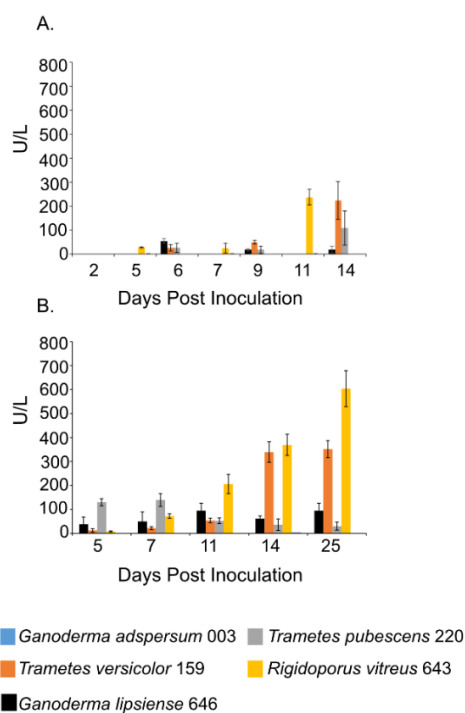 A.
800
700
600
500
400
300
200
100
0
U/L
2 5 6 7 9 11 14
Days Post Inoculation
B.
800
700
600
500
400
300
200
100
0
U/L
5 7 11 14 25
Days Post Inoculation
Ganoderma adspersum 003 Trametes pubescens 220
Trametes versicolor 159 Rigidoporus vitreus 643
Ganoderma lipsiense 646